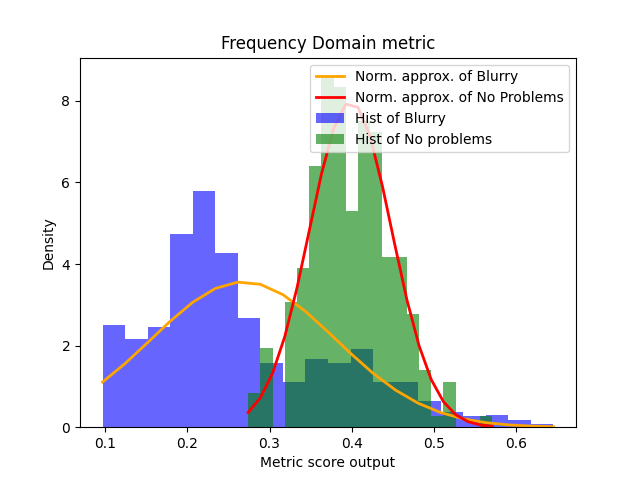 Frequency Domain metric
Norm. approx. of Blurry
Norm. approx. of No Problems
Hist of Blurry
Hist of No problems
8
6
4
2
0
Density
0.1 0.2 0.3 0.4 0.5 0.6
Metric score output